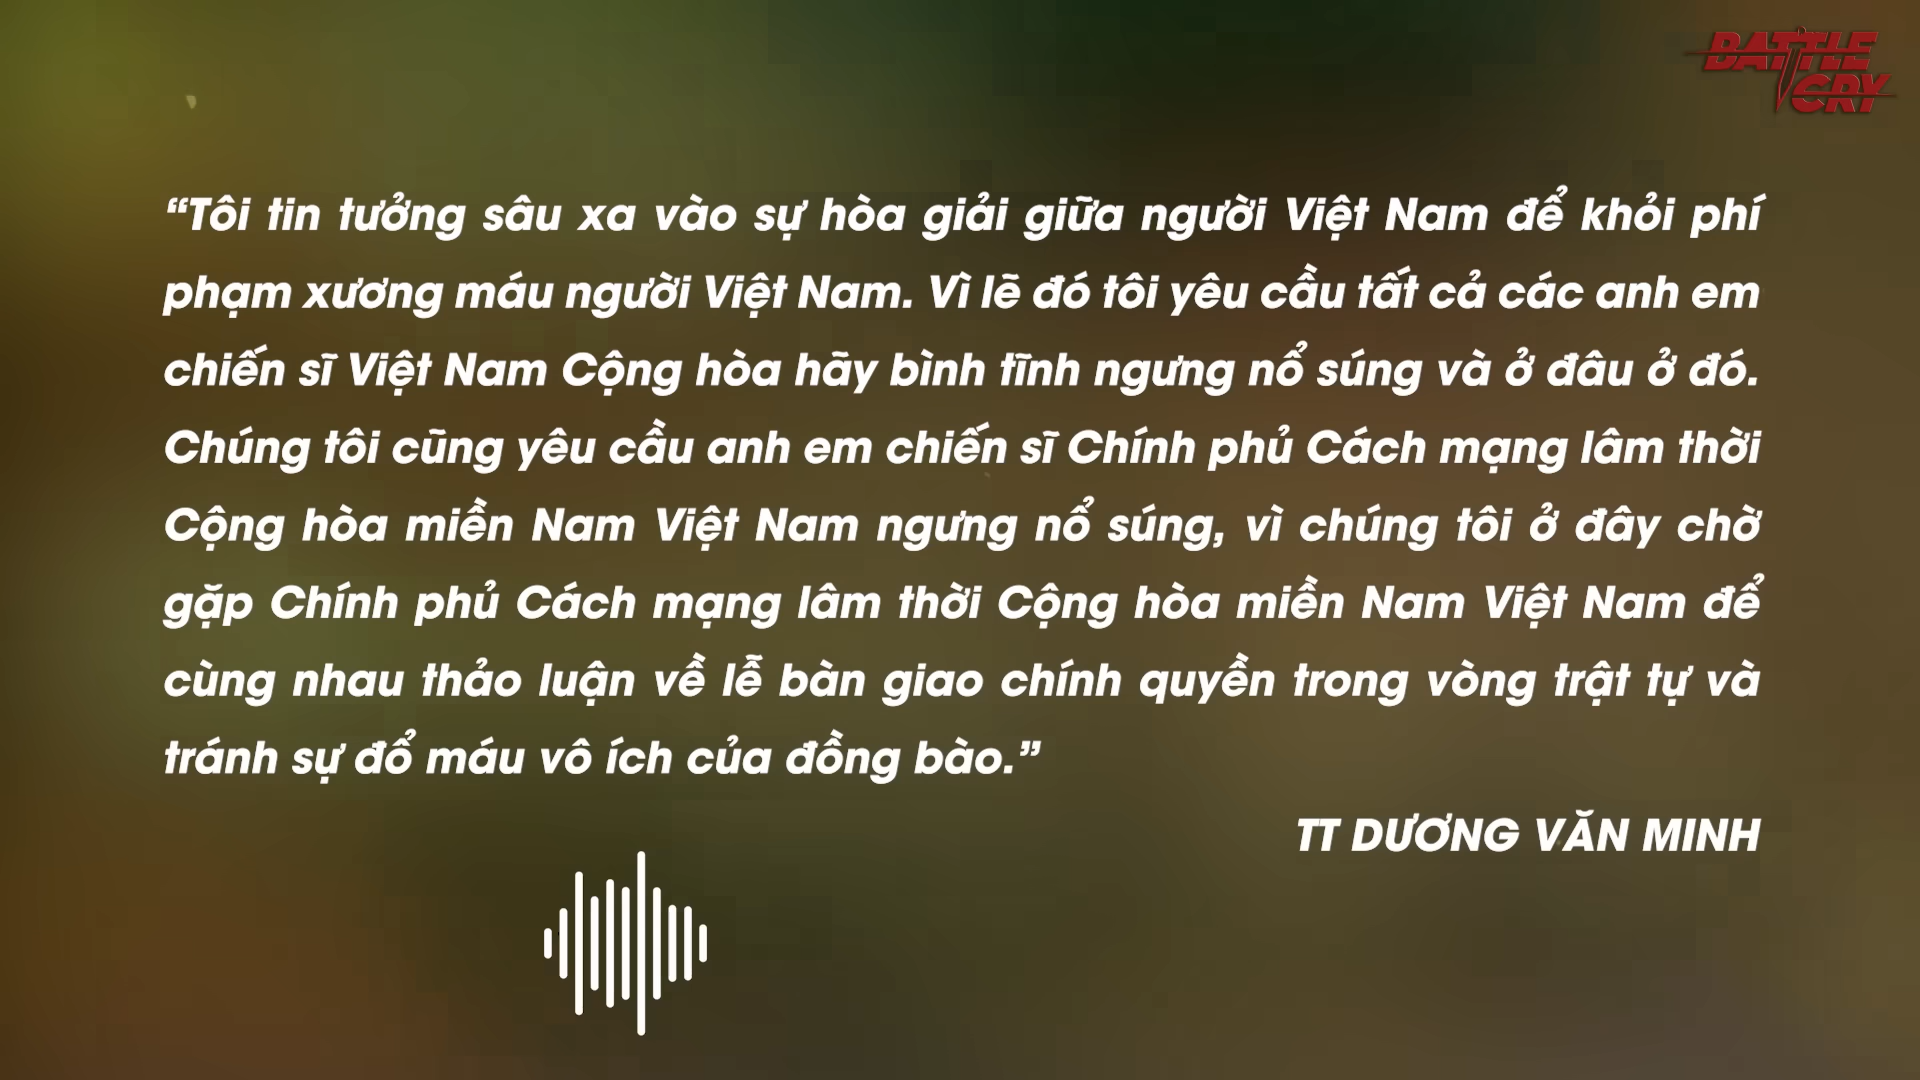 BATTLE
CRY
“Tôi tin tưởng sâu xa vào sự hòa giải giữa người Việt Nam để khỏi phí
phạm xương máu người Việt Nam. Vì lẽ đó tôi yêu cầu tất cả các anh em
chiến sĩ Việt Nam Cộng hòa hãy bình tĩnh ngưng nổ súng và ở đâu ở đó.
Chúng tôi cũng yêu cầu anh em chiến sĩ Chính phủ Cách mạng lâm thời
Cộng hòa miền Nam Việt Nam ngưng nổ súng, vì chúng tôi ở đây chờ
gặp Chính phủ Cách mạng lâm thời Cộng hòa miền Nam Việt Nam để
cùng nhau thảo luận về lễ bàn giao chính quyền trong vòng trật tự và
tránh sự đổ máu vô ích của đồng bào.”
TT DƯƠNG VĂN MINH